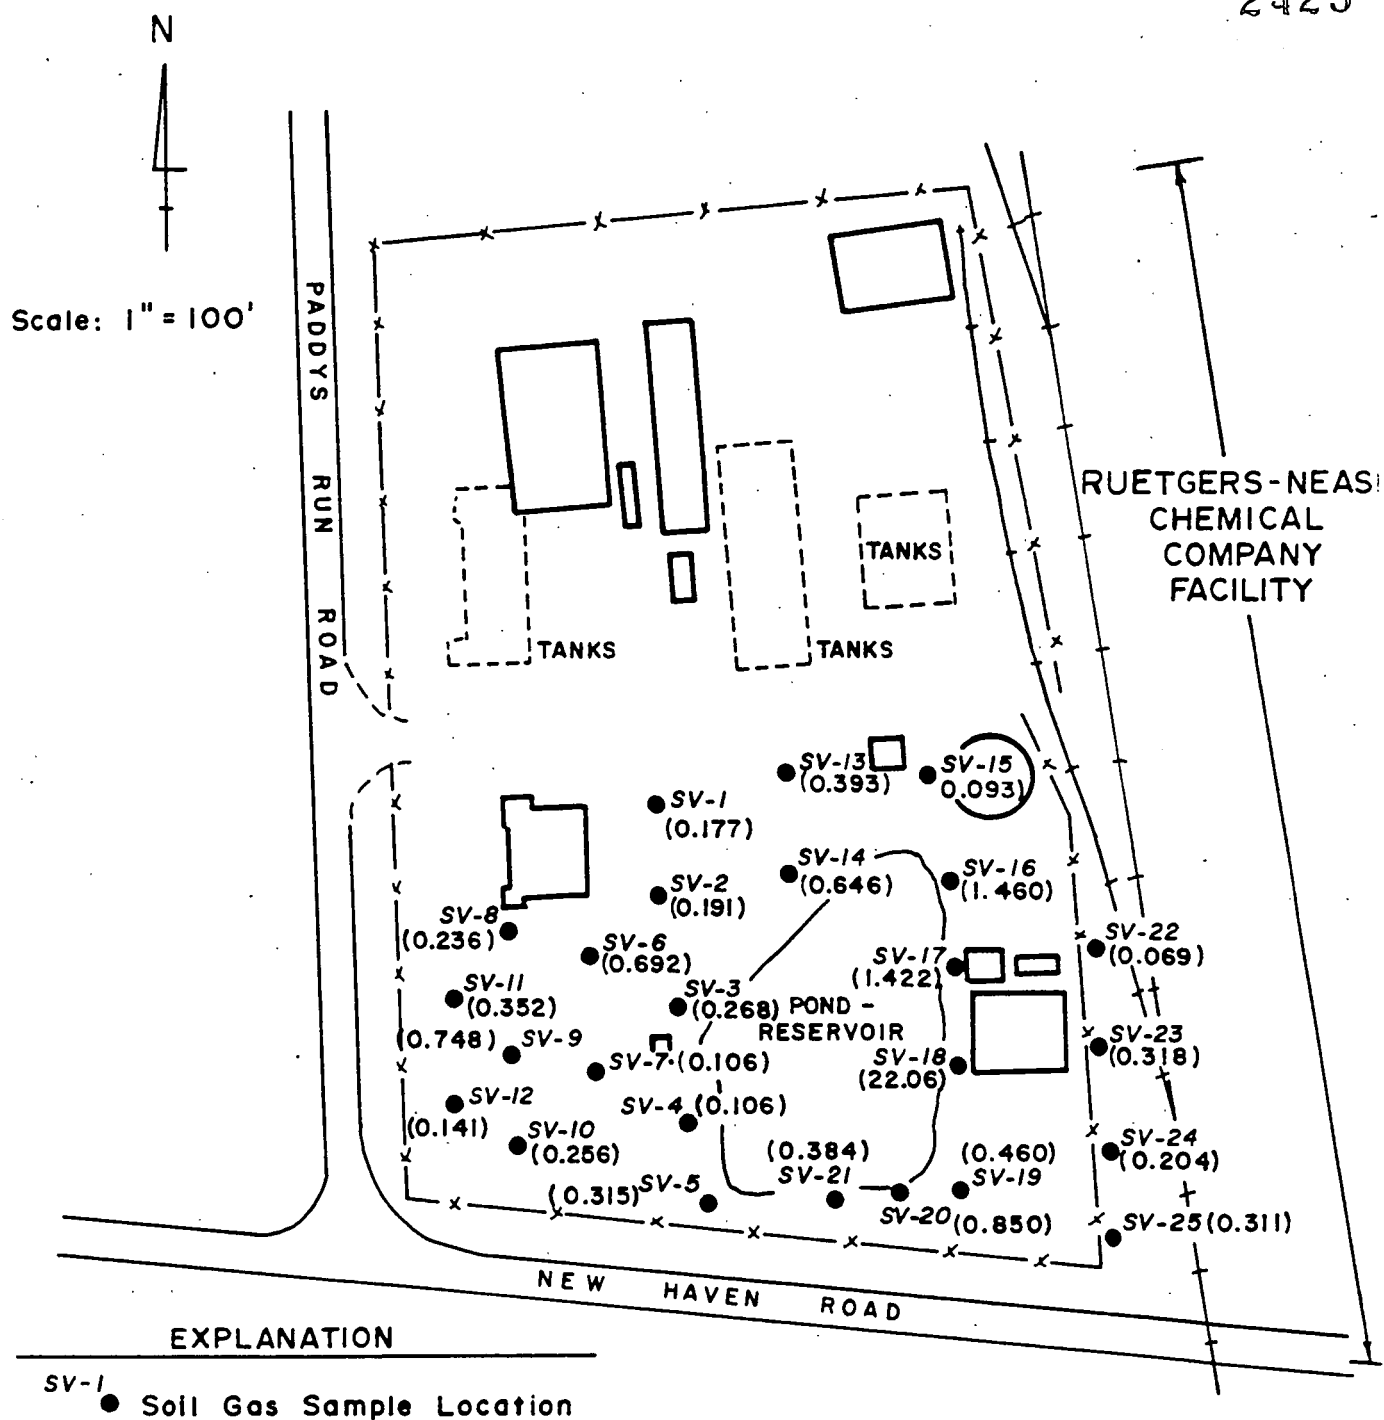 N
Scale: 1" = 100'
PADDYS RUN ROAD
RUETGERS-NEAS
CHEMICAL
COMPANY
FACILITY
TANKS
TANKS
TANKS
SV-13
(0.393)
SV-15
0.093)
SV-1
(0.177)
SV-14
(0.646)
SV-16
(1.460)
SV-2
(0.191)
SV-8
(0.236)
SV-6
(0.692)
SV-17
(1.422)
SV-22
(0.069)
SV-11
(0.352)
SV-3
(0.268)
POND -
RESERVOIR
(0.748) SV-9
SV-23
(0.318)
SV-7 (0.106)
SV-18
(22.06)
SV-12
(0.141)
SV-4 (0.106)
SV-10
(0.256)
(0.384)
SV-21
(0.460)
SV-19
SV-24
(0.204)
(0.315) SV-5
SV-20 (0.850)
SV-25 (0.311)
NEW HAVEN ROAD
EXPLANATION
SV-1
Soil Gas Sample Location